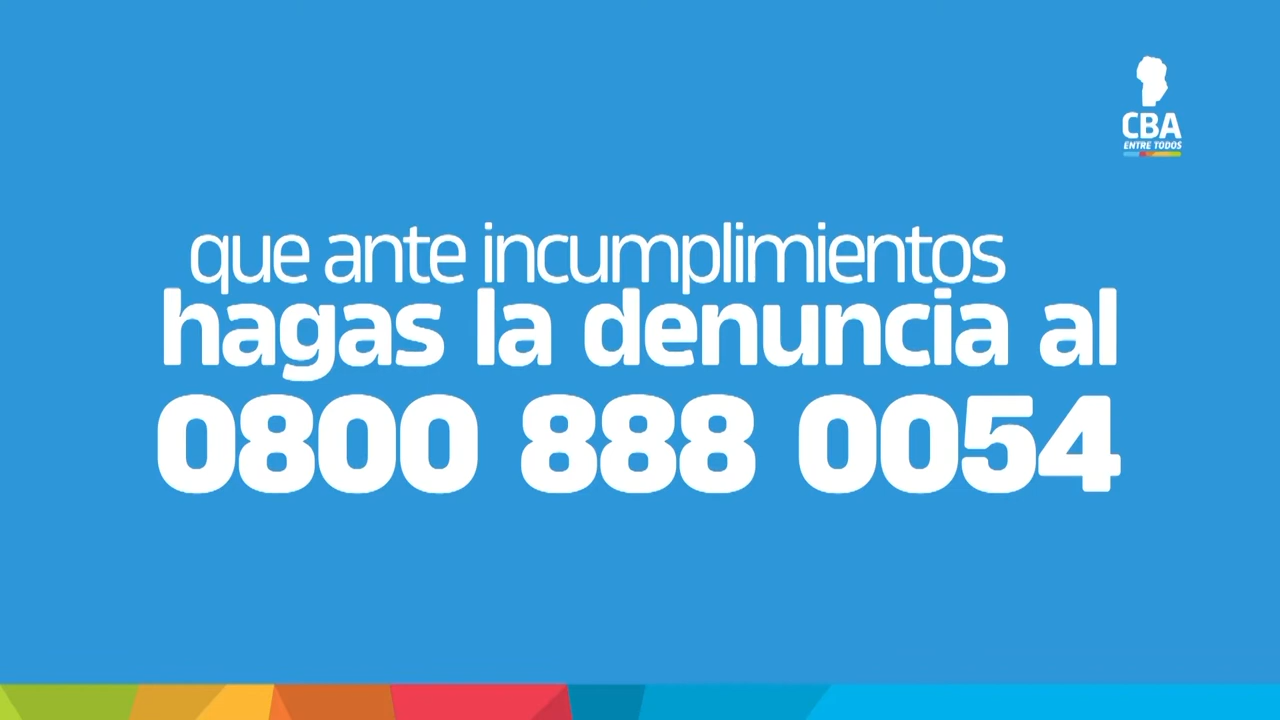 CBA
ENTRE TODOS
que ante incumplimientos
hagas la denuncia al
0800 888 0054